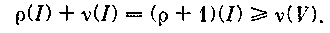 ρ(I) + ν(I) = (ρ + 1)(I) ⩾ ν(V).